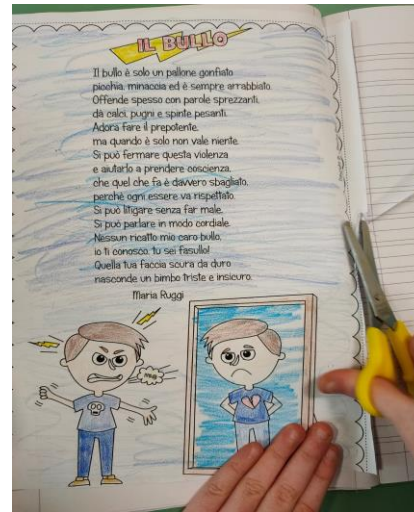 IL BULLO
Il bullo è solo un pallone gonfiato
picchia, minaccia ed è sempre arrabbiato.
Offende spesso con parole sprezzanti,
dà calci, pugni e spinte pesanti.
Adora fare il prepotente,
ma quando è solo non vale niente.
Si può fermare questa violenza
e aiutarlo a prendere coscienza,
che quel che fa è davvero sbagliato,
perché ogni essere va rispettato.
Si può litigare senza far male,
Si può parlare in modo cordiale.
Nessun ricatto mio caro bullo,
io ti conosco, tu sei fasullo!
Quella tua faccia scura da duro
nasconde un bimbo triste e insicuro.
Maria Ruggi